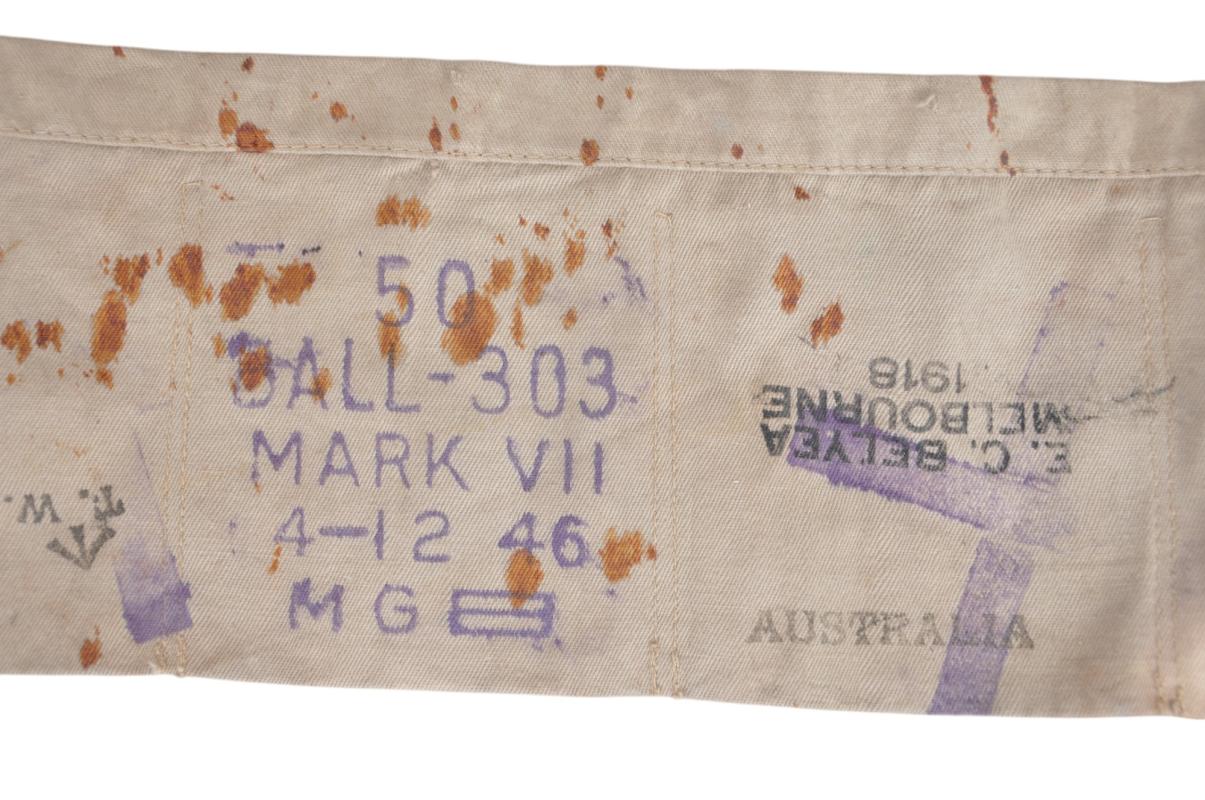 50
BALL-303
MARK VII
4-12 46
MG
E. C. BELYEA
MELBOURNE
1918
AUSTRALIA